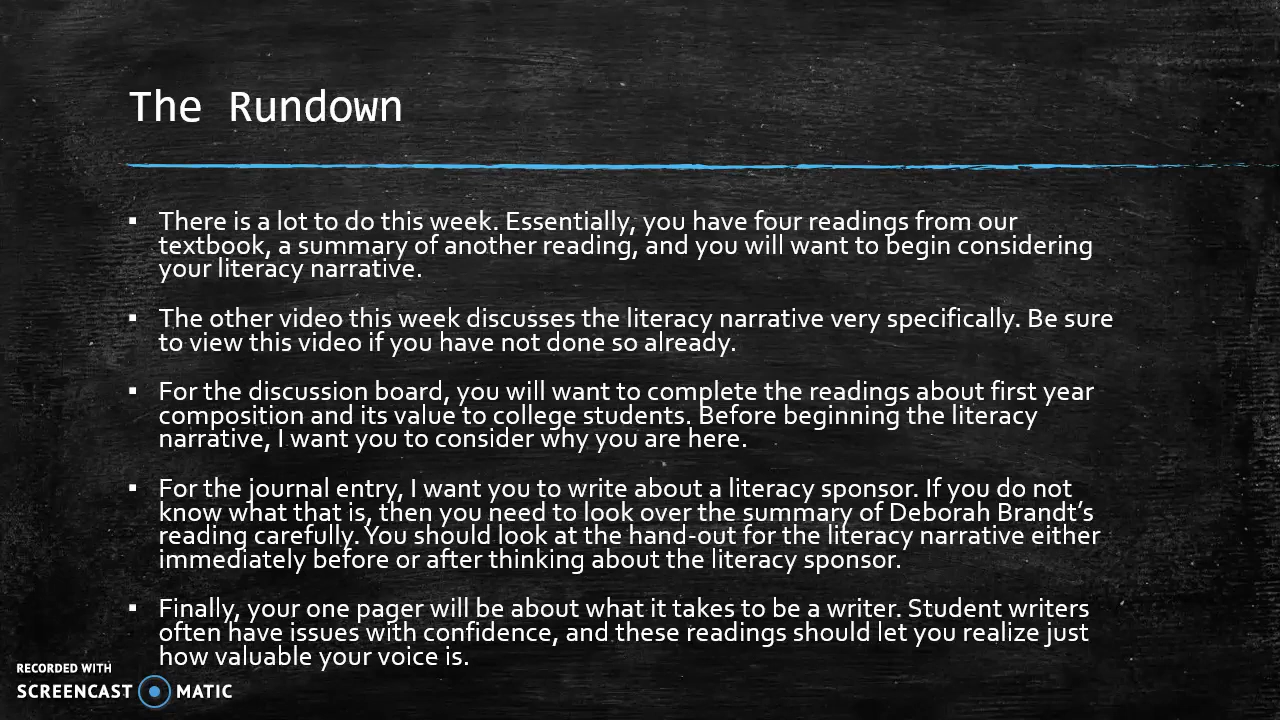 The Rundown
▪ There is a lot to do this week. Essentially, you have four readings from our
textbook, a summary of another reading, and you will want to begin considering
your literacy narrative.
▪ The other video this week discusses the literacy narrative very specifically. Be sure
to view this video if you have not done so already.
▪ For the discussion board, you will want to complete the readings about first year
composition and its value to college students. Before beginning the literacy
narrative, I want you to consider why you are here.
▪ For the journal entry, I want you to write about a literacy sponsor. If you do not
know what that is, then you need to look over the summary of Deborah Brandt’s
reading carefully. You should look at the hand-out for the literacy narrative either
immediately before or after thinking about the literacy sponsor.
▪ Finally, your one pager will be about what it takes to be a writer. Student writers
often have issues with confidence, and these readings should let you realize just
how valuable your voice is.
RECORDED WITH
SCREENCAST MATIC